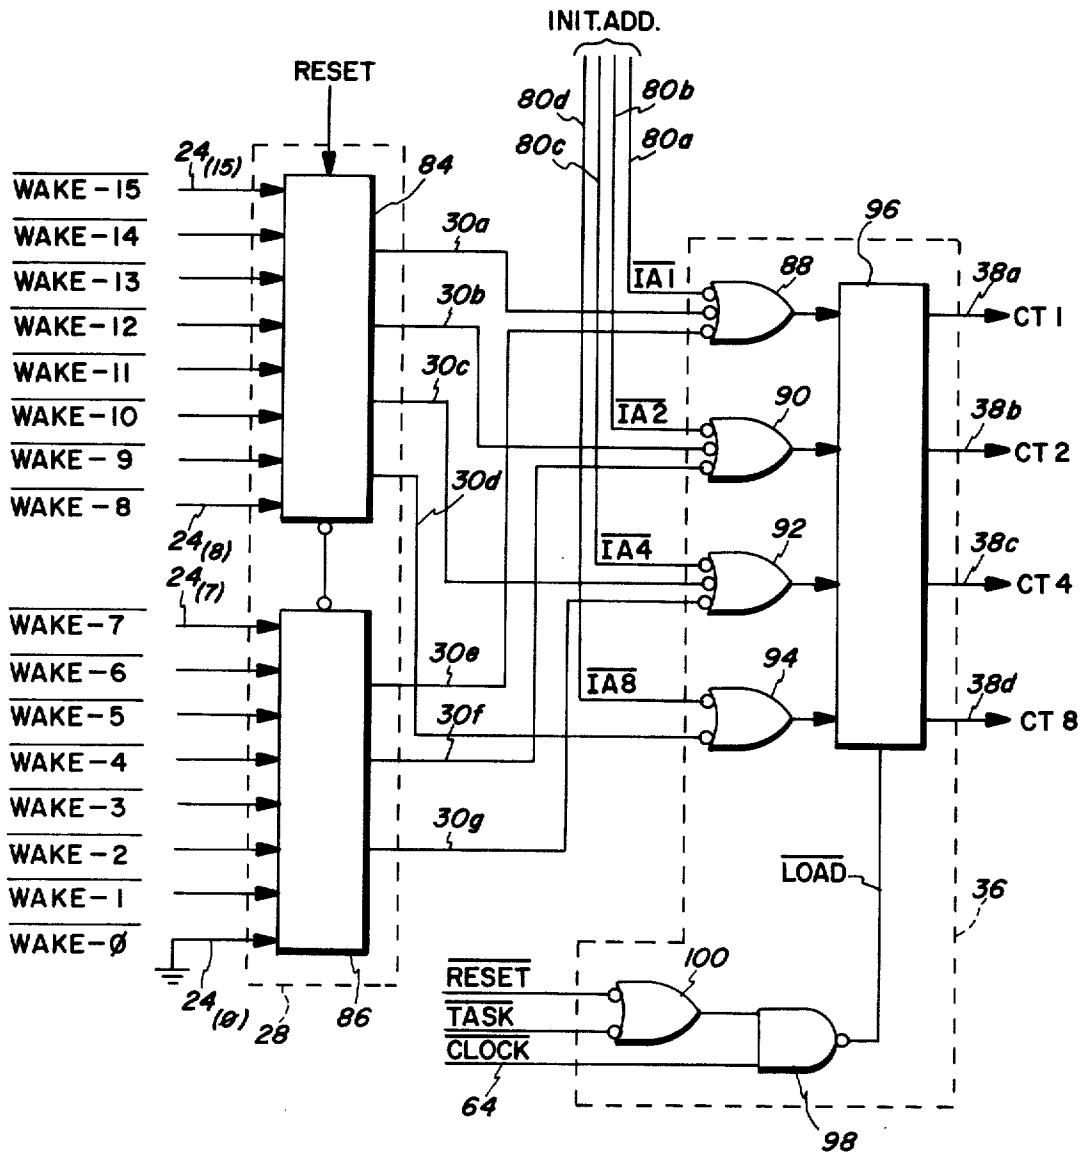 INIT.ADD.
RESET
80d
80b
80c
80a
24(15)
84
WAKE-15
WAKE-14
WAKE-13
WAKE-12
WAKE-11
WAKE-10
WAKE-9
WAKE-8
24(8)
30a
30b
30c
30d
IA1
IA2
IA4
IA8
88
90
92
94
96
38a
CT 1
38b
CT 2
38c
CT 4
38d
CT 8
24(7)
WAKE-7
WAKE-6
WAKE-5
WAKE-4
WAKE-3
WAKE-2
WAKE-1
WAKE-Ø
24(Ø)
28
86
30e
30f
30g
LOAD
36
RESET
TASK
CLOCK
64
100
98